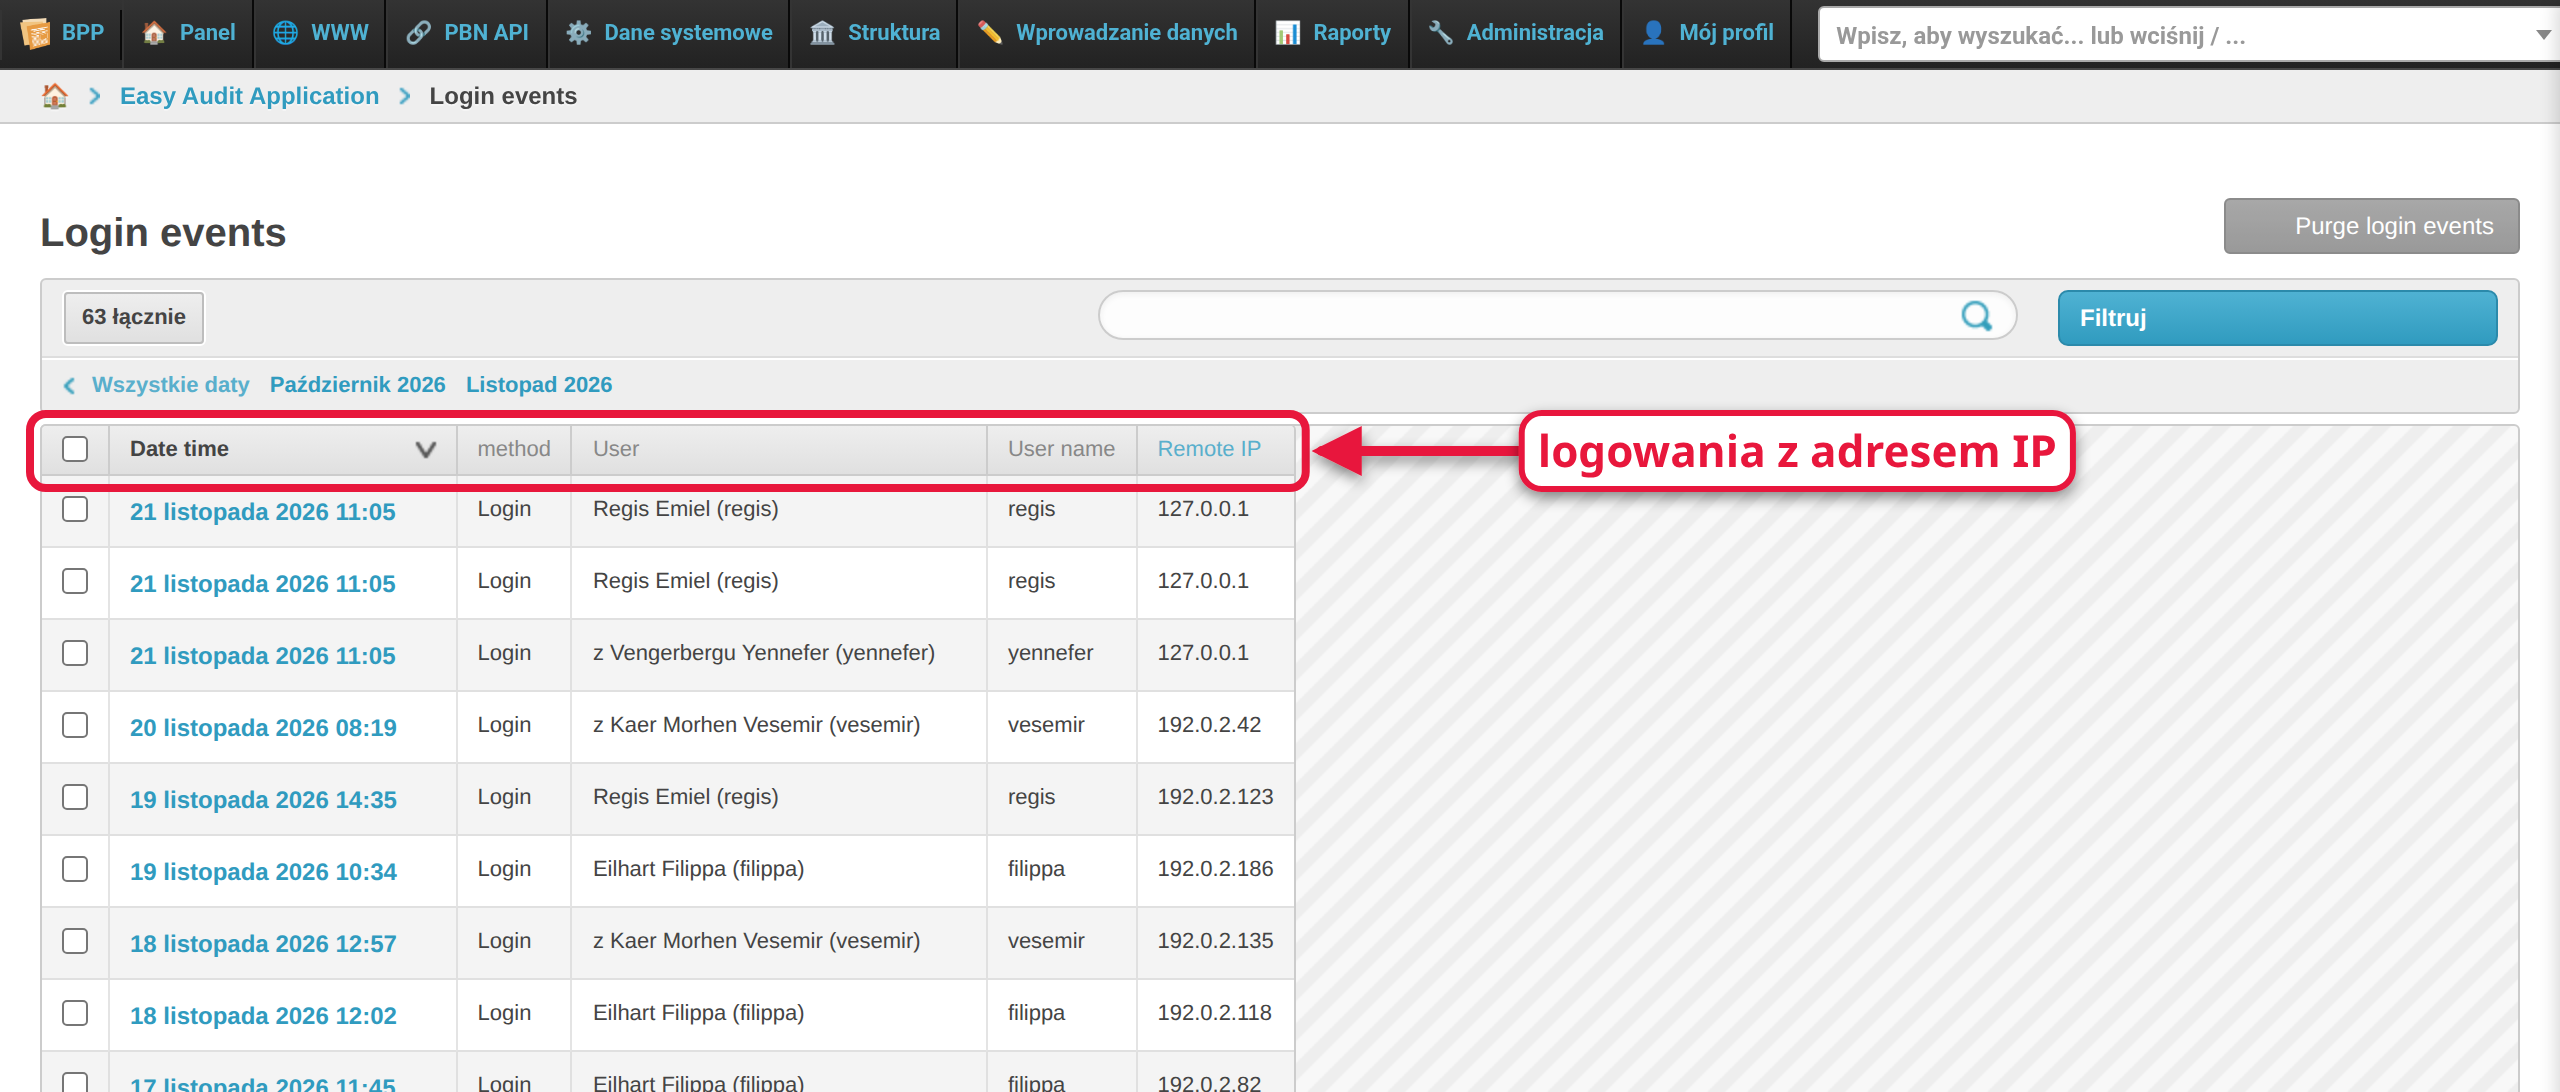 BPP Panel WWW PBN API Dane systemowe Struktura Wprowadzanie danych Raporty Administracja Mój profil Wpisz, aby wyszukać... lub wciśnij / ...
Easy Audit Application Login events
Login events
Purge login events
63 łącznie
Filtruj
Wszystkie daty Październik 2026 Listopad 2026
Date time method User User name Remote IP
logowania z adresem IP
21 listopada 2026 11:05 Login Regis Emiel (regis) regis 127.0.0.1
21 listopada 2026 11:05 Login Regis Emiel (regis) regis 127.0.0.1
21 listopada 2026 11:05 Login z Vengerbergu Yennefer (yennefer) yennefer 127.0.0.1
20 listopada 2026 08:19 Login z Kaer Morhen Vesemir (vesemir) vesemir 192.0.2.42
19 listopada 2026 14:35 Login Regis Emiel (regis) regis 192.0.2.123
19 listopada 2026 10:34 Login Eilhart Filippa (filippa) filippa 192.0.2.186
18 listopada 2026 12:57 Login z Kaer Morhen Vesemir (vesemir) vesemir 192.0.2.135
18 listopada 2026 12:02 Login Eilhart Filippa (filippa) filippa 192.0.2.118
17 listopada 2026 11:45 Login Eilhart Filippa (filippa) filippa 192.0.2.82